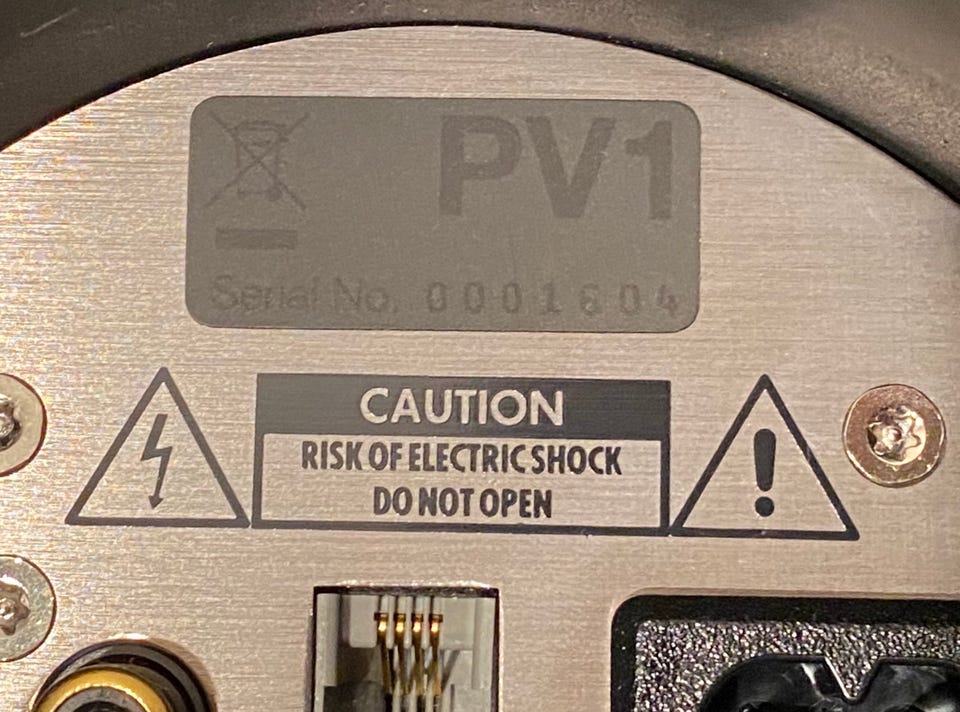 PV1
Serial No. 0001604
CAUTION
RISK OF ELECTRIC SHOCK
DO NOT OPEN